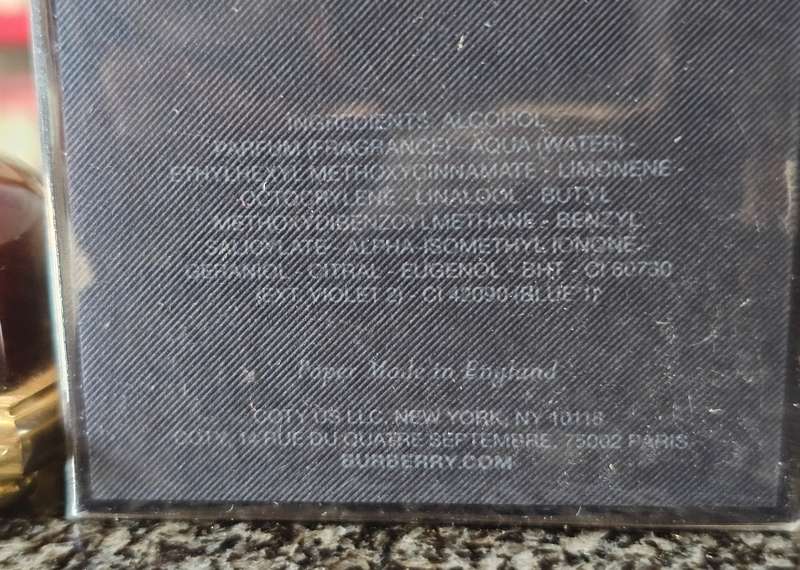 INGREDIENTS: ALCOHOL,
PARFUM (FRAGRANCE) - AQUA (WATER) -
ETHYLHEXYL METHOXYCINNAMATE - LIMONENE -
OCTOCRYLENE - LINALOOL - BUTYL
METHOXYDIBENZOYLMETHANE - BENZYL
SALICYLATE - ALPHA-ISOMETHYL IONONE -
GERANIOL - CITRAL - EUGENOL - BHT - CI 60730
(EXT. VIOLET 2) - CI 42090 (BLUE 1)
Paper Made in England
COTY US LLC, NEW YORK, NY 10118
COTY, 14 RUE DU QUATRE SEPTEMBRE, 75002 PARIS
BURBERRY.COM